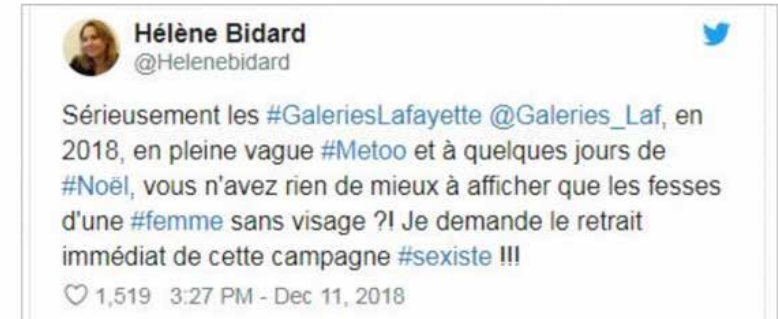 Hélène Bidard
@Helenebidard
Sérieusement les #GaleriesLafayette @Galeries_Laf, en
2018, en pleine vague #Metoo et à quelques jours de
#Noël, vous n'avez rien de mieux à afficher que les fesses
d'une #femme sans visage ?! Je demande le retrait
immédiat de cette campagne #sexiste !!!
1,519 3:27 PM - Dec 11, 2018